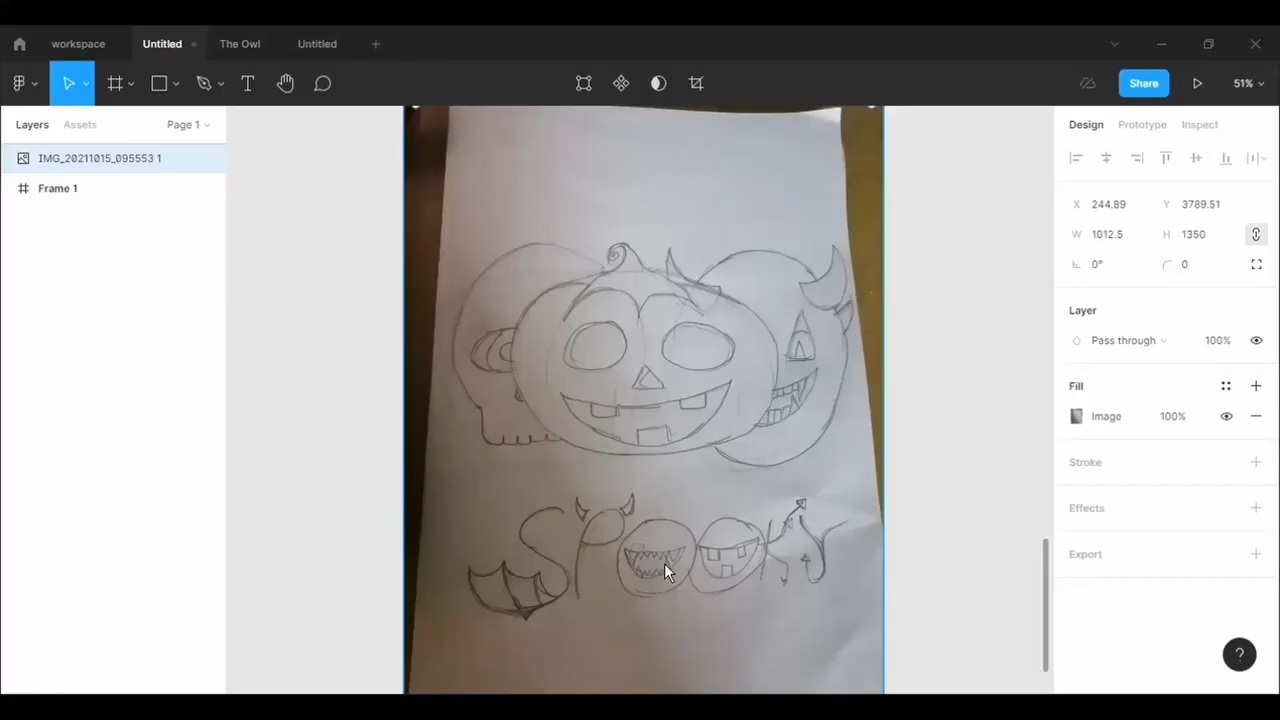 workspace Untitled The Owl Untitled
Share 51%
Layers Assets Page 1
IMG_20211015_095553 1
Frame 1
SPOOKY
Design Prototype Inspect
X 244.89 Y 3789.51
W 1012.5 H 1350
0° 0
Layer
Pass through 100%
Fill
Image 100%
Stroke
Effects
Export
?